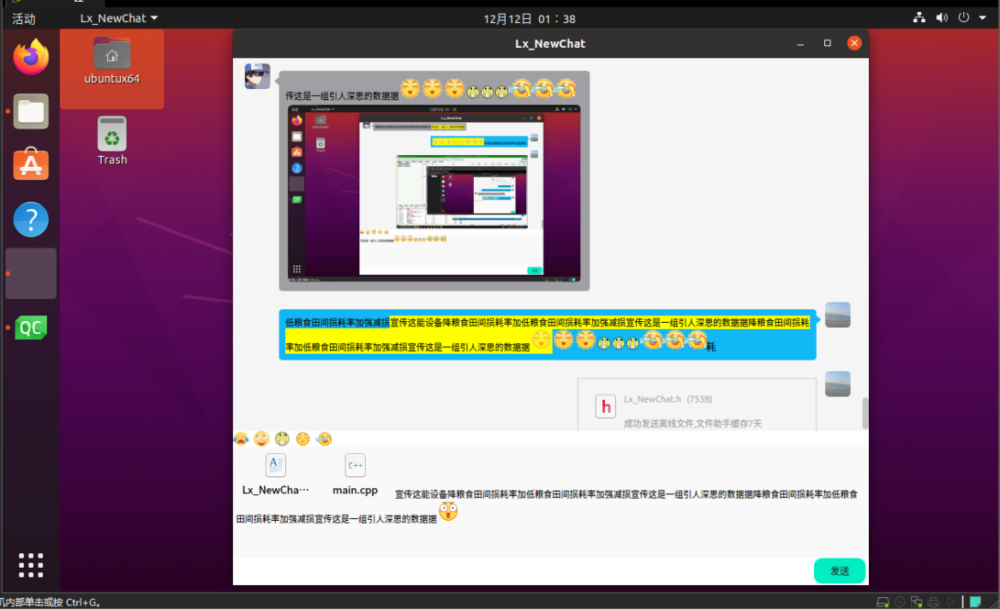 活动
Lx_NewChat
12月12日 01：38
Lx_NewChat
ubuntux64
Trash
传这是一组引人深思的数据据
低粮食田间损耗率加强减损宣传这能设备降粮食田间损耗率加低粮食田间损耗率加强减损宣传这是一组引人深思的数据据降粮食田间损耗
率加低粮食田间损耗率加强减损宣传这是一组引人深思的数据据 耗
h
Lx_NewChat.h (753B)
成功发送离线文件,文件助手缓存7天
QC
A
C++
Lx_NewCha…
main.cpp
宣传这能设备降粮食田间损耗率加低粮食田间损耗率加强减损宣传这是一组引人深思的数据据降粮食田间损耗率加低粮食
田间损耗率加强减损宣传这是一组引人深思的数据据
发送
机内部单击或按 Ctrl+G。